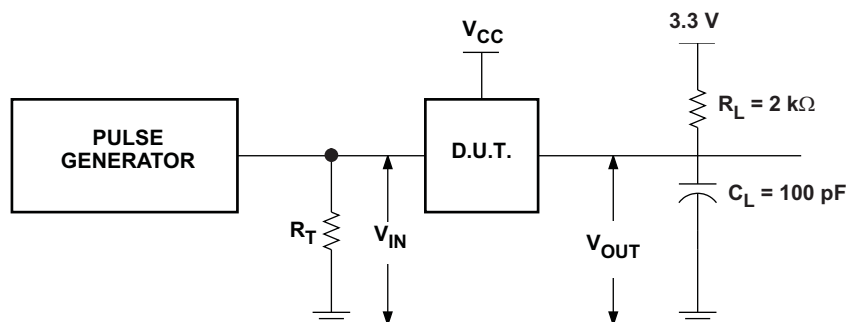 V_CC
3.3 V
R_L = 2 kΩ
PULSE
GENERATOR
D.U.T.
C_L = 100 pF
R_T
V_IN
V_OUT